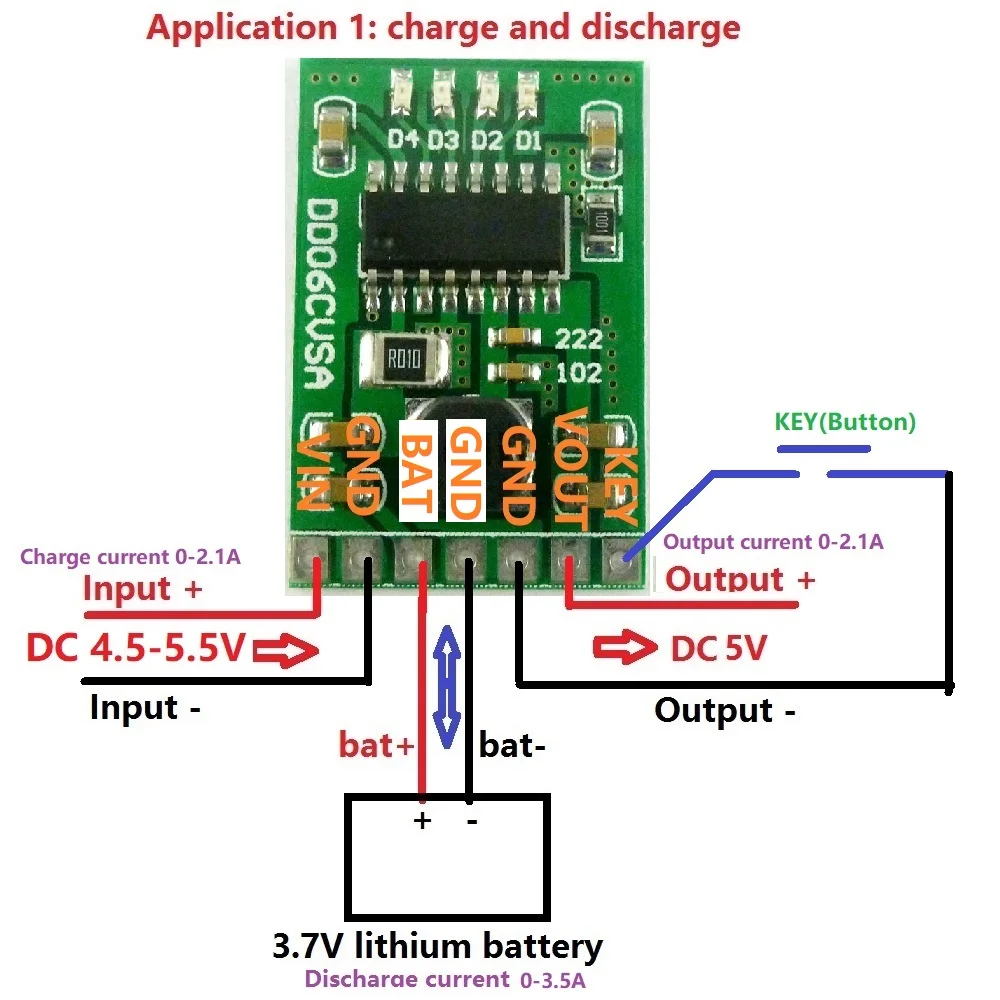 Application 1: charge and discharge
D4 D3 D2 D1
1001
DD06CVSA
R010
222
102
VIN
GND
BAT
GND
GND
VOUT
KEY
KEY(Button)
Charge current 0-2.1A
Input +
DC 4.5-5.5V
Input -
Output current 0-2.1A
Output +
DC 5V
Output -
bat+
bat-
+ -
3.7V lithium battery
Discharge current 0-3.5A